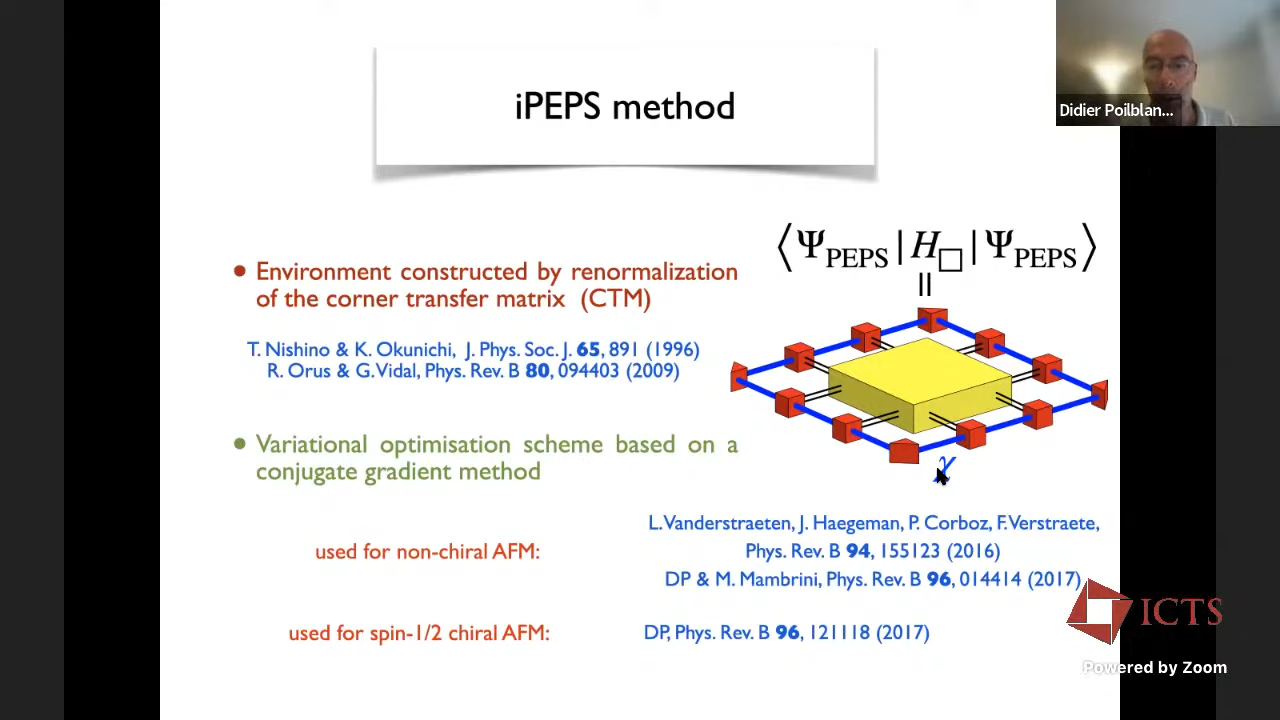 iPEPS method
Didier Poilblan...
⟨Ψ_PEPS|H_□|Ψ_PEPS⟩
=
• Environment constructed by renormalization
of the corner transfer matrix (CTM)
T. Nishino & K. Okunichi, J. Phys. Soc. J. 65, 891 (1996)
R. Orus & G. Vidal, Phys. Rev. B 80, 094403 (2009)
• Variational optimisation scheme based on a
conjugate gradient method
χ
L. Vanderstraeten, J. Haegeman, P. Corboz, F. Verstraete,
used for non-chiral AFM: Phys. Rev. B 94, 155123 (2016)
DP & M. Mambrini, Phys. Rev. B 96, 014414 (2017)
used for spin-1/2 chiral AFM: DP, Phys. Rev. B 96, 121118 (2017)
ICTS
Powered by Zoom